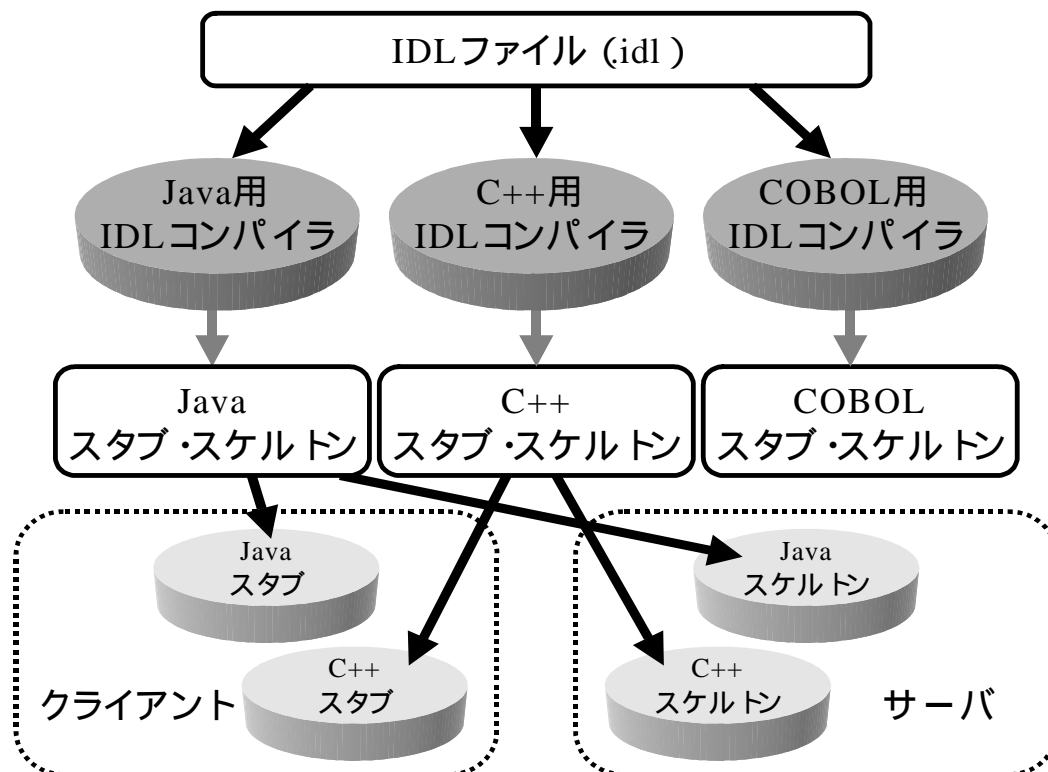 IDLファイル (.idl )
Java用
IDLコンパイラ
C++用
IDLコンパイラ
COBOL用
IDLコンパイラ
Java
スタブ・スケルトン
C++
スタブ・スケルトン
COBOL
スタブ・スケルトン
Java
スタブ
Java
スケルトン
C++
スタブ
C++
スケルトン
クライアント
サーバ